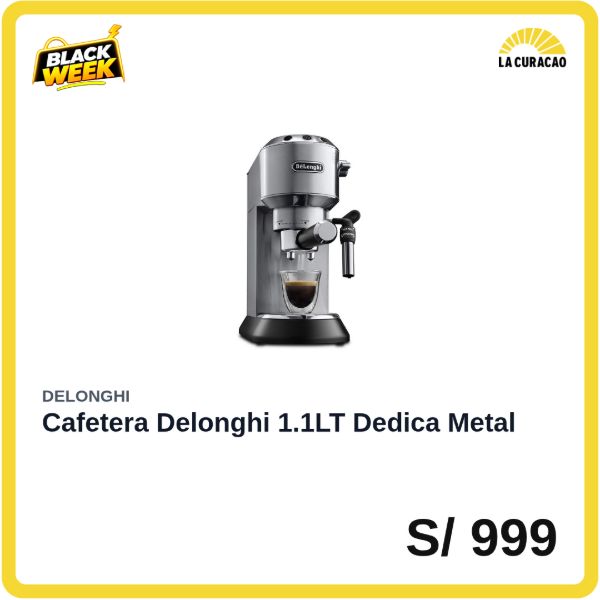 BLACK
WEEK
LA CURACAO
DeLonghi
DELONGHI
Cafetera Delonghi 1.1LT Dedica Metal
S/ 999